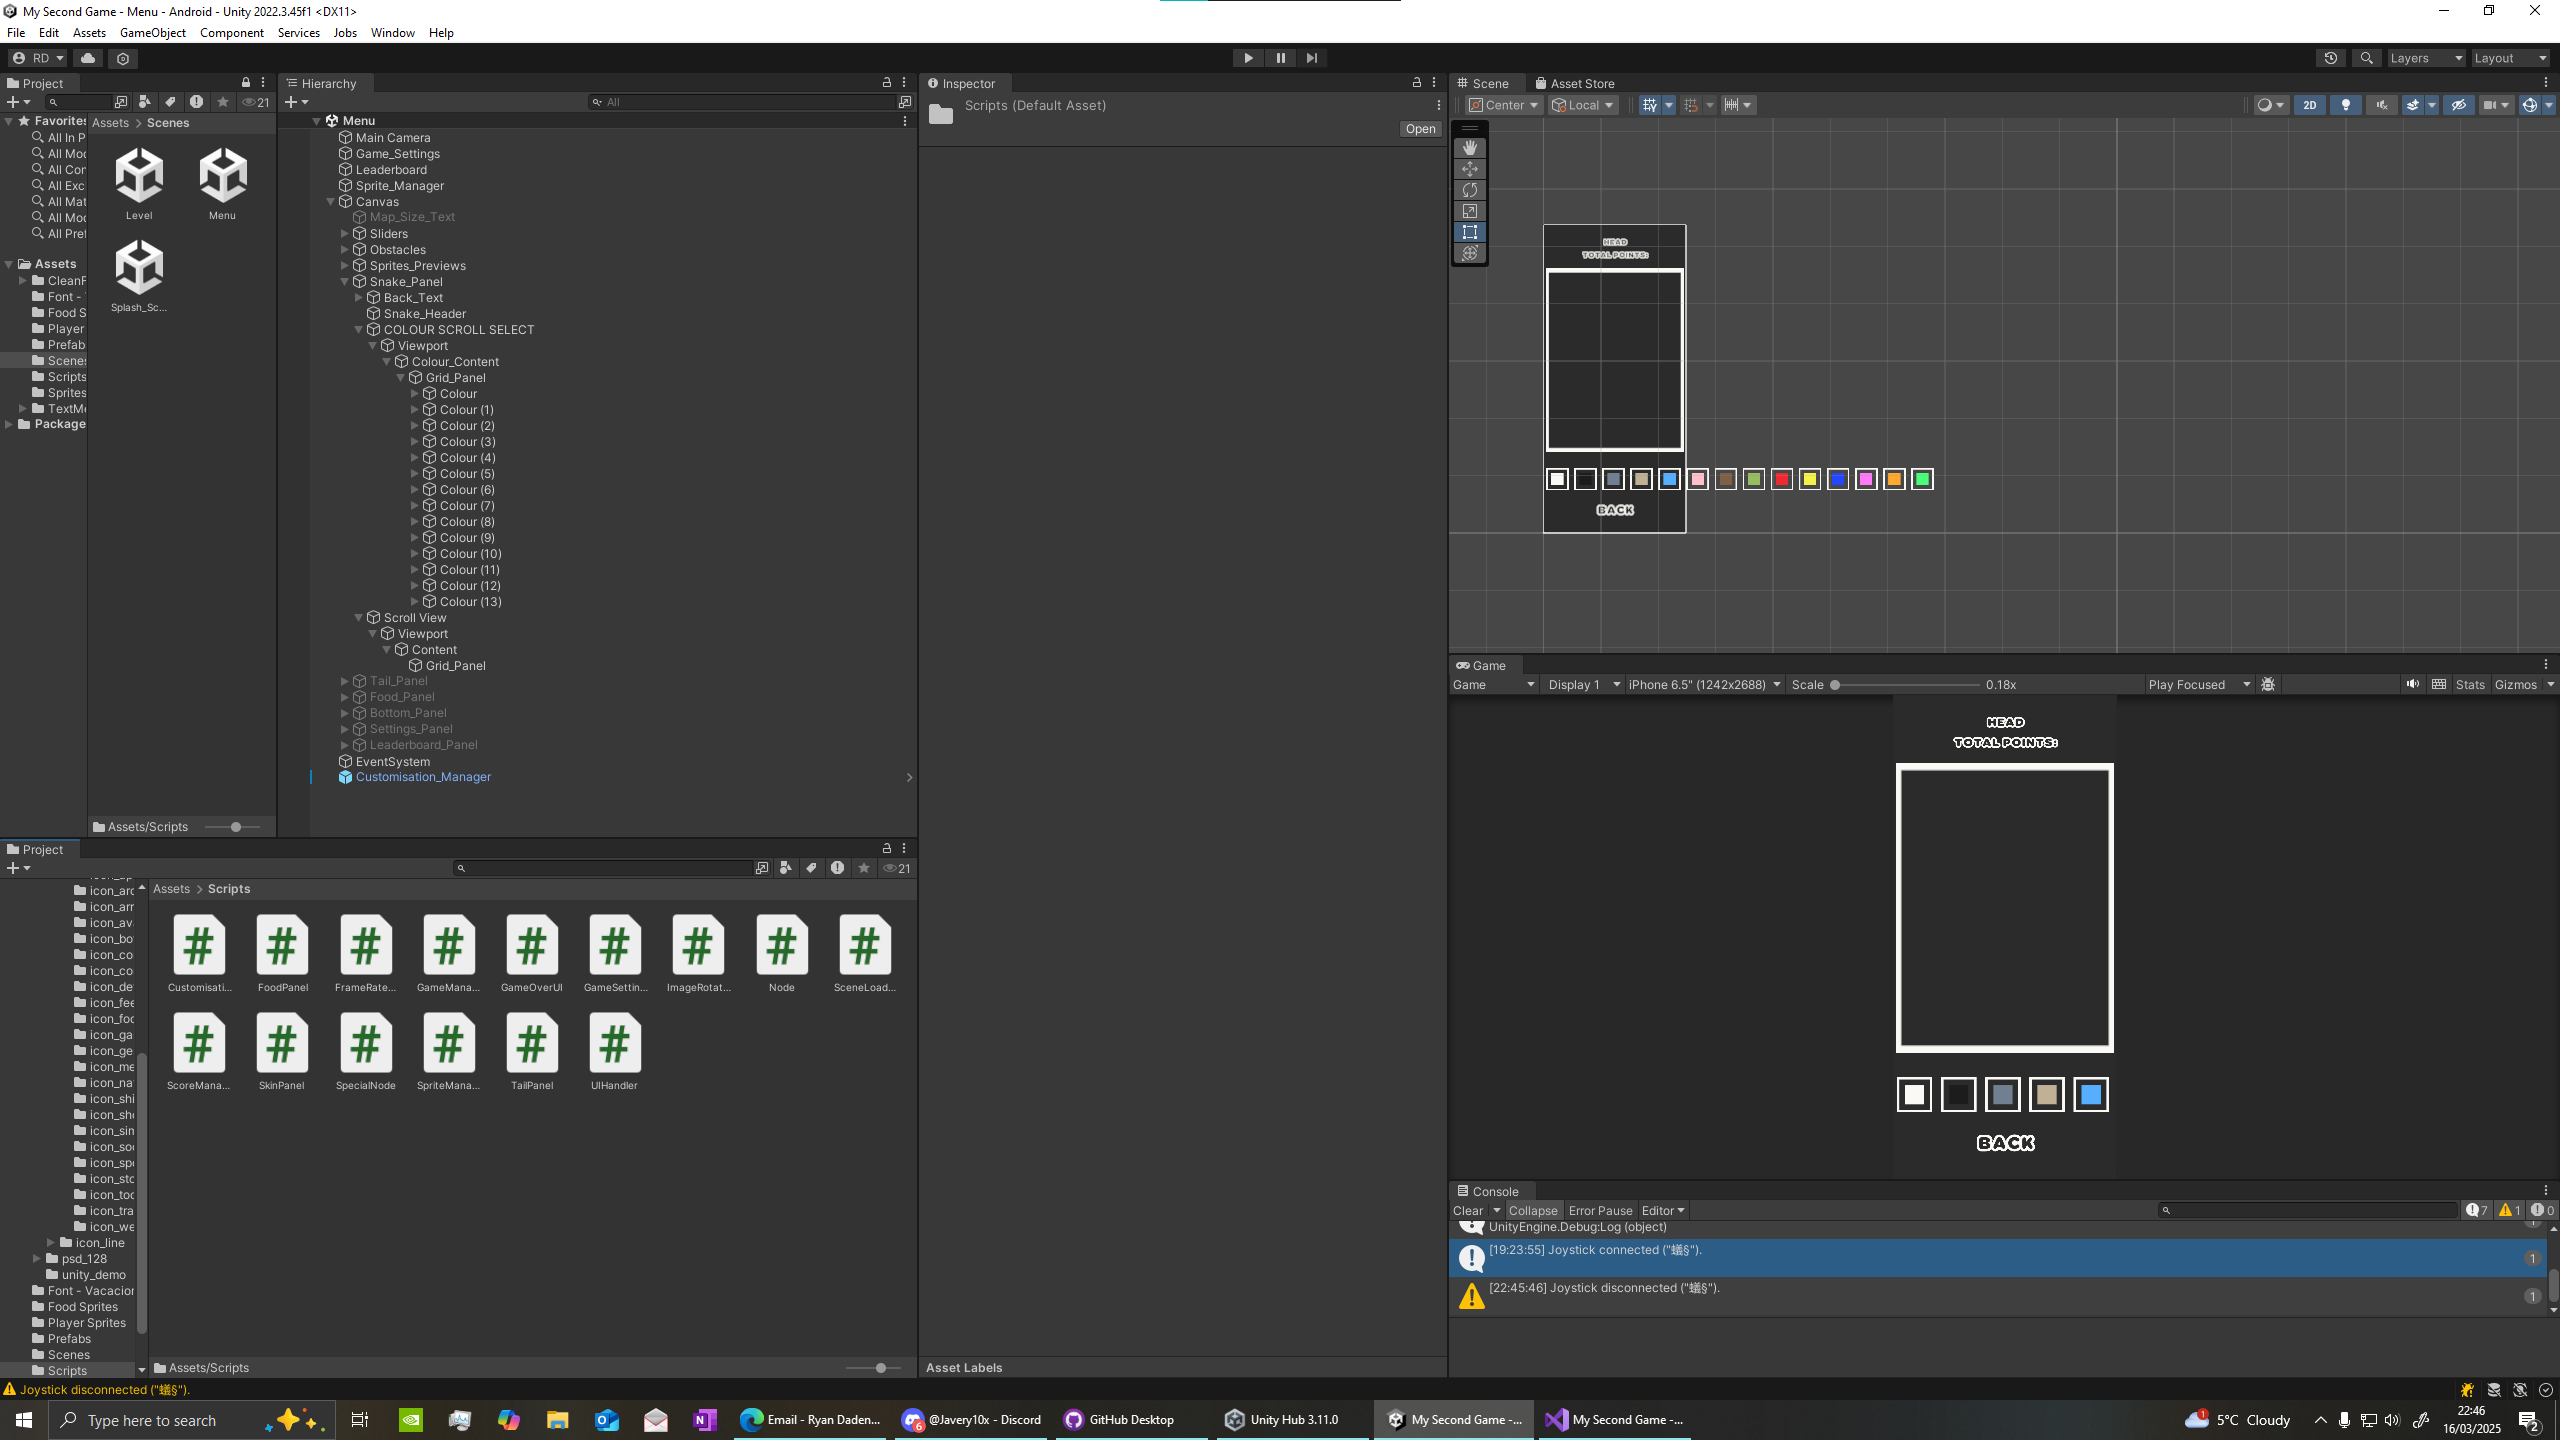 My Second Game - Menu - Android - Unity 2022.3.45f1 <DX11>
File Edit Assets GameObject Component Services Jobs Window Help
RD
Layers
Layout
Project
21
Favorites
All In P
All Mod
All Con
All Exc
All Mat
All Mod
All Pref
Assets
CleanF
Font -
Food S
Player
Prefab
Scenes
Scripts
Sprites
TextMe
Package
Assets > Scenes
Level
Menu
Splash_Sc...
Assets/Scripts
Hierarchy
All
Menu
Main Camera
Game_Settings
Leaderboard
Sprite_Manager
Canvas
Map_Size_Text
Sliders
Obstacles
Sprites_Previews
Snake_Panel
Back_Text
Snake_Header
COLOUR SCROLL SELECT
Viewport
Colour_Content
Grid_Panel
Colour
Colour (1)
Colour (2)
Colour (3)
Colour (4)
Colour (5)
Colour (6)
Colour (7)
Colour (8)
Colour (9)
Colour (10)
Colour (11)
Colour (12)
Colour (13)
Scroll View
Viewport
Content
Grid_Panel
Tail_Panel
Food_Panel
Bottom_Panel
Settings_Panel
Leaderboard_Panel
EventSystem
Customisation_Manager
Inspector
Scripts (Default Asset)
Open
Asset Labels
Scene
Asset Store
Center
Local
2D
HEAD
TOTAL POINTS:
BACK
Game
Game
Display 1
iPhone 6.5" (1242x2688)
Scale
0.18x
Play Focused
Stats
Gizmos
HEAD
TOTAL POINTS:
BACK
Project
21
icon_arc
icon_arr
icon_av
icon_bo
icon_co
icon_co
icon_de
icon_fee
icon_foo
icon_ga
icon_ge
icon_me
icon_na
icon_shi
icon_sho
icon_sim
icon_soc
icon_spo
icon_sto
icon_too
icon_tra
icon_we
icon_line
psd_128
unity_demo
Font - Vacacior
Food Sprites
Player Sprites
Prefabs
Scenes
Scripts
Assets > Scripts
Customisati...
FoodPanel
FrameRate...
GameMana...
GameOverUI
GameSettin...
ImageRotat...
Node
SceneLoad...
ScoreMana...
SkinPanel
SpecialNode
SpriteMana...
TailPanel
UIHandler
Assets/Scripts
Console
Clear
Collapse
Error Pause
Editor
7
1
0
UnityEngine.Debug:Log (object)
[19:23:55] Joystick connected ("蟻§").
1
[22:45:46] Joystick disconnected ("蟻§").
1
Joystick disconnected ("蟻§").
Type here to search
Email - Ryan Daden...
@Javery10x - Discord
6
GitHub Desktop
Unity Hub 3.11.0
My Second Game -...
My Second Game -...
1
5°C Cloudy
22:46
16/03/2025
2